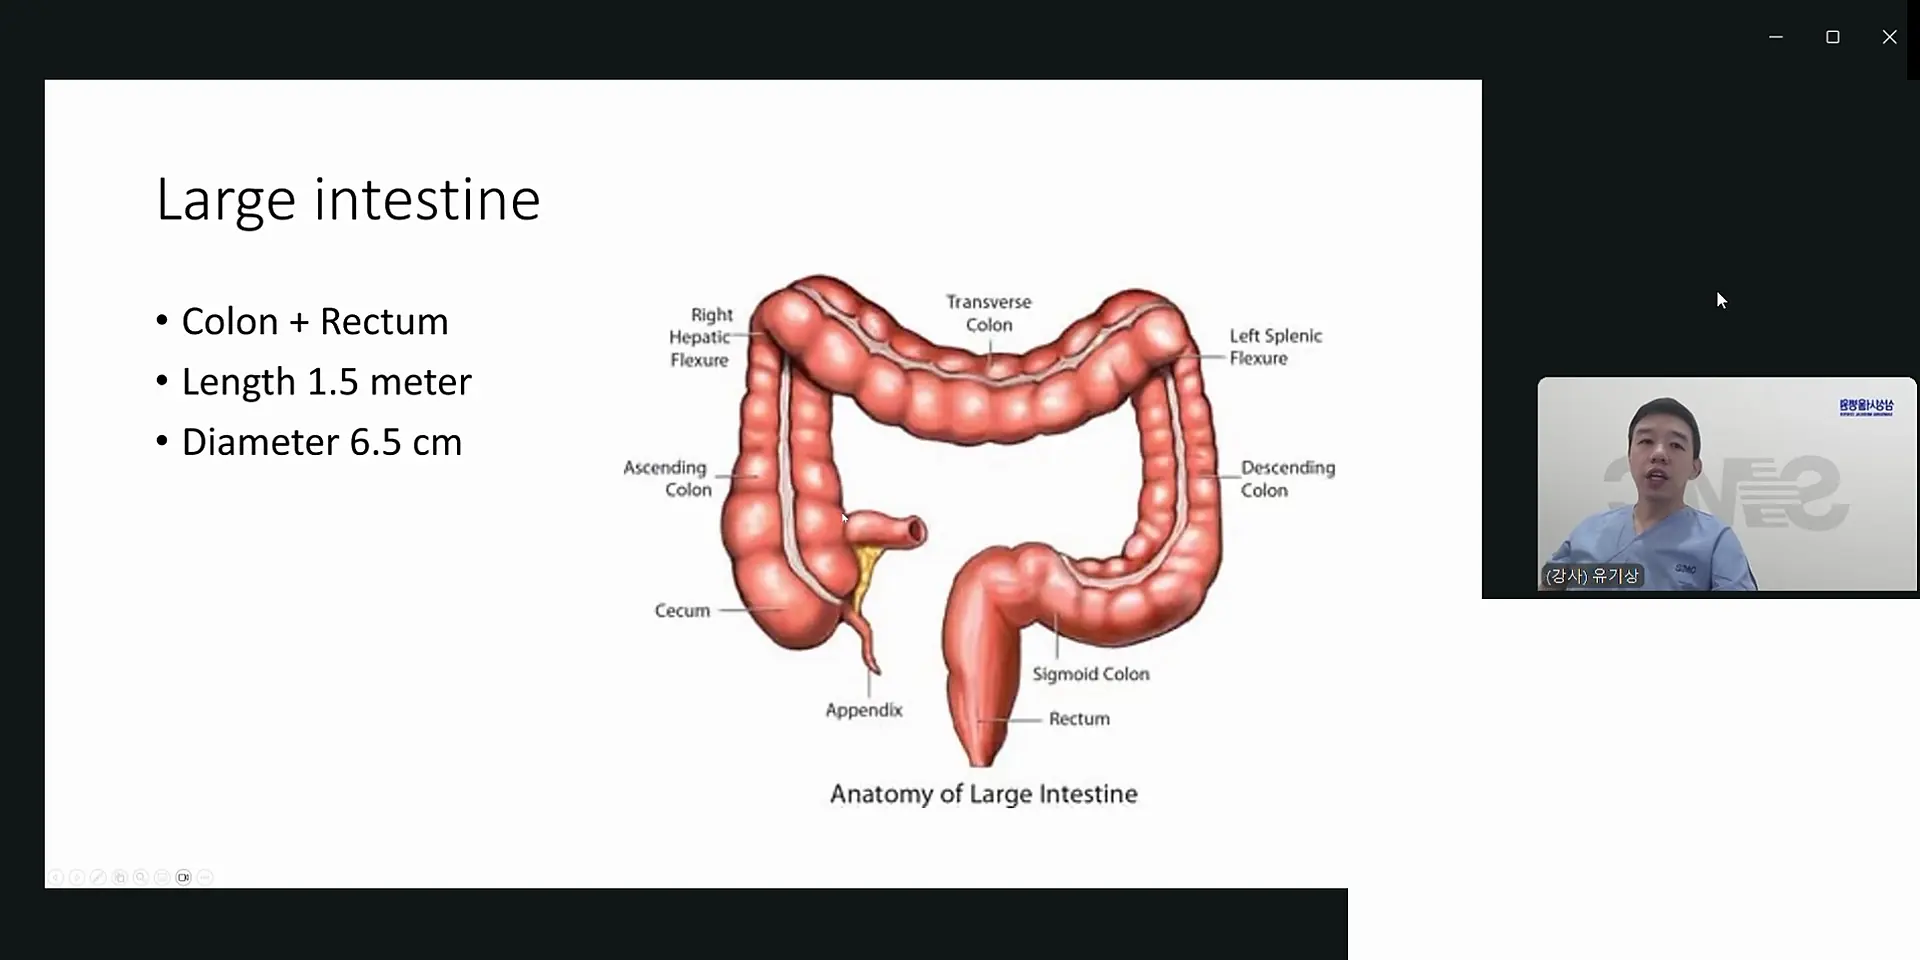 Large intestine
• Colon + Rectum
• Length 1.5 meter
• Diameter 6.5 cm
Right
Hepatic
Flexure
Transverse
Colon
Left Splenic
Flexure
Ascending
Colon
Descending
Colon
Cecum
Sigmoid Colon
Appendix
Rectum
Anatomy of Large Intestine
(강사) 유기상
SMC